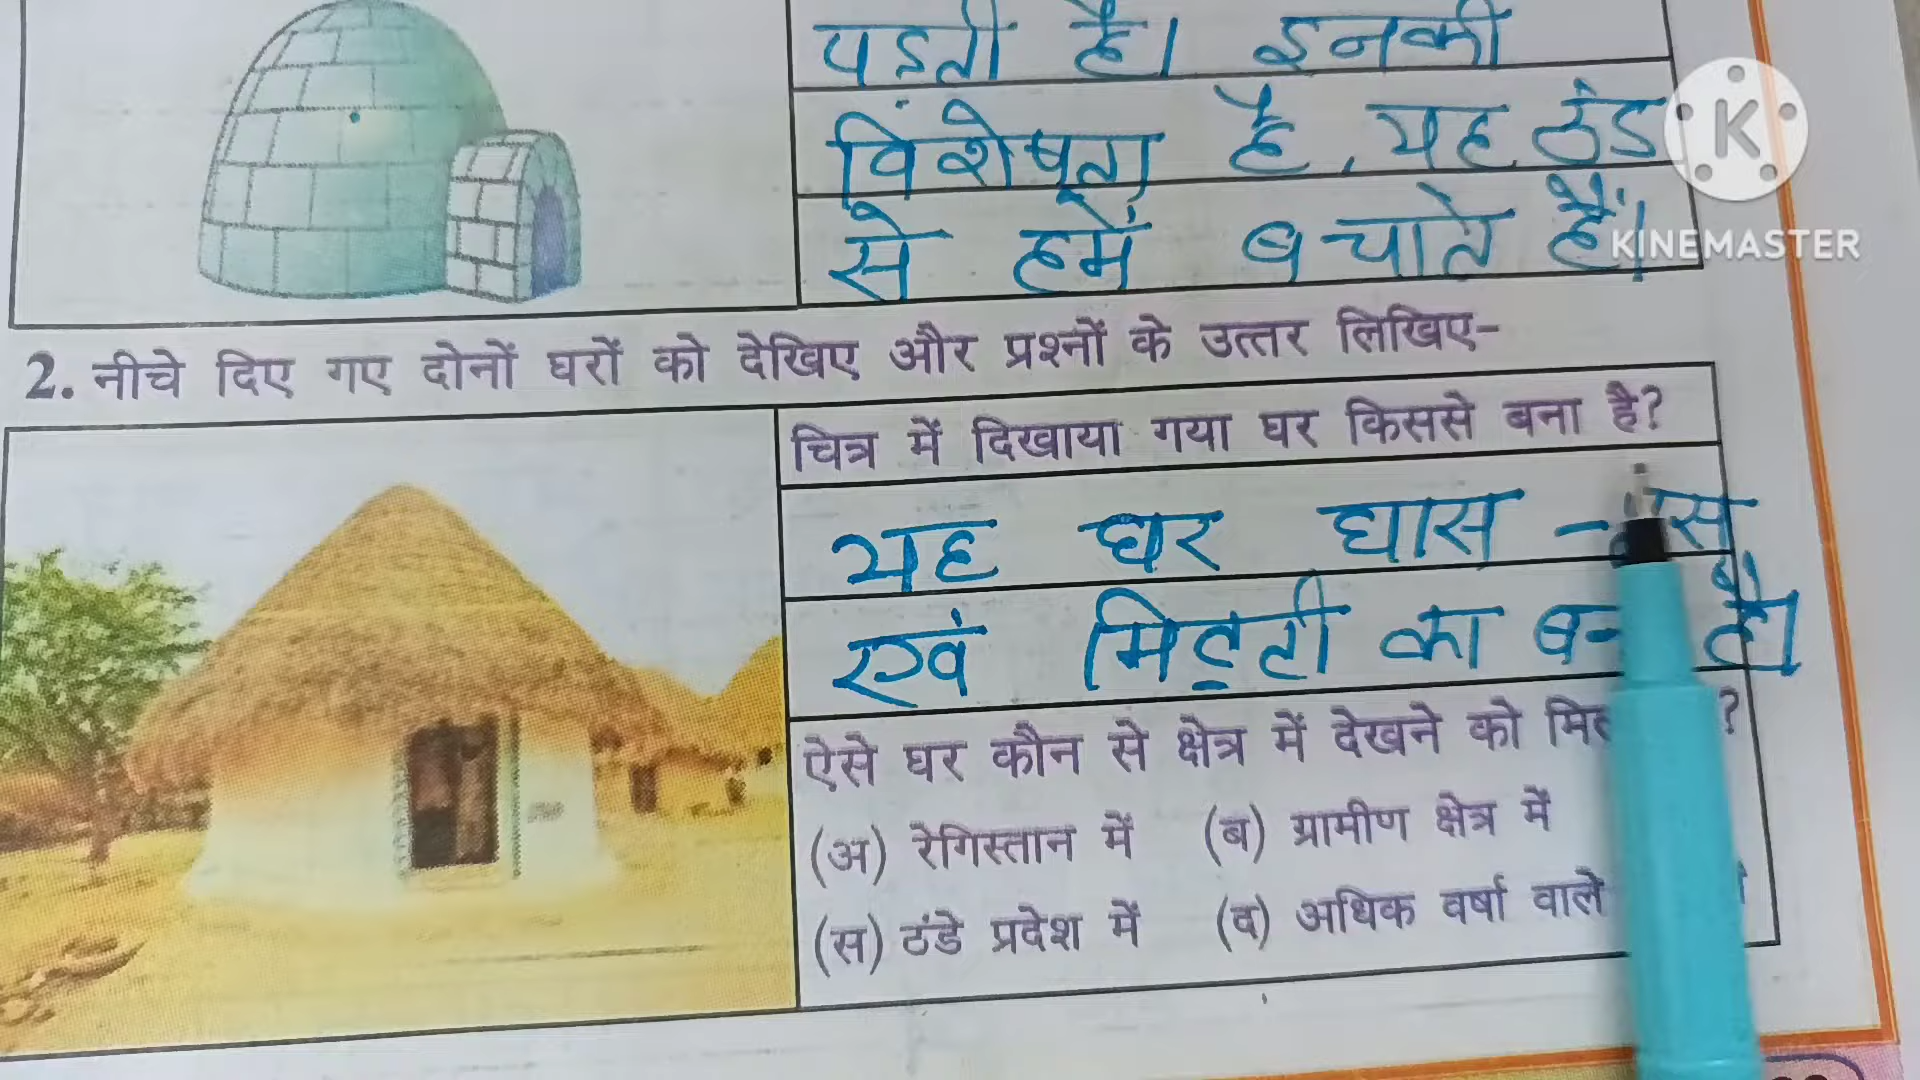 पड़ती है। इनकी
विशेषता है, यह ठंड
से हमें बचाते हैं।
KINEMASTER
2. नीचे दिए गए दोनों घरों को देखिए और प्रश्नों के उत्तर लिखिए-
चित्र में दिखाया गया घर किससे बना है?
यह घर घास -
एवं मिट्टी का है।
ऐसे घर कौन से क्षेत्र में देखने को ?
(अ) रेगिस्तान में (ब) ग्रामीण क्षेत्र में
(स) ठंडे प्रदेश में (द) अधिक वर्षा वाले